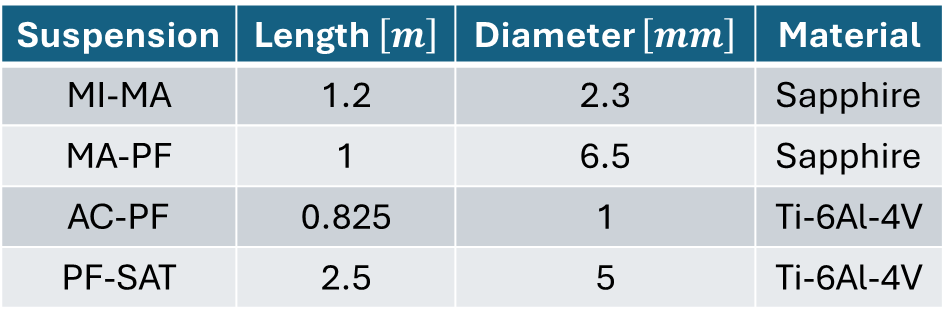 Suspension Length [m] Diameter [mm] Material
MI-MA 1.2 2.3 Sapphire
MA-PF 1 6.5 Sapphire
AC-PF 0.825 1 Ti-6Al-4V
PF-SAT 2.5 5 Ti-6Al-4V